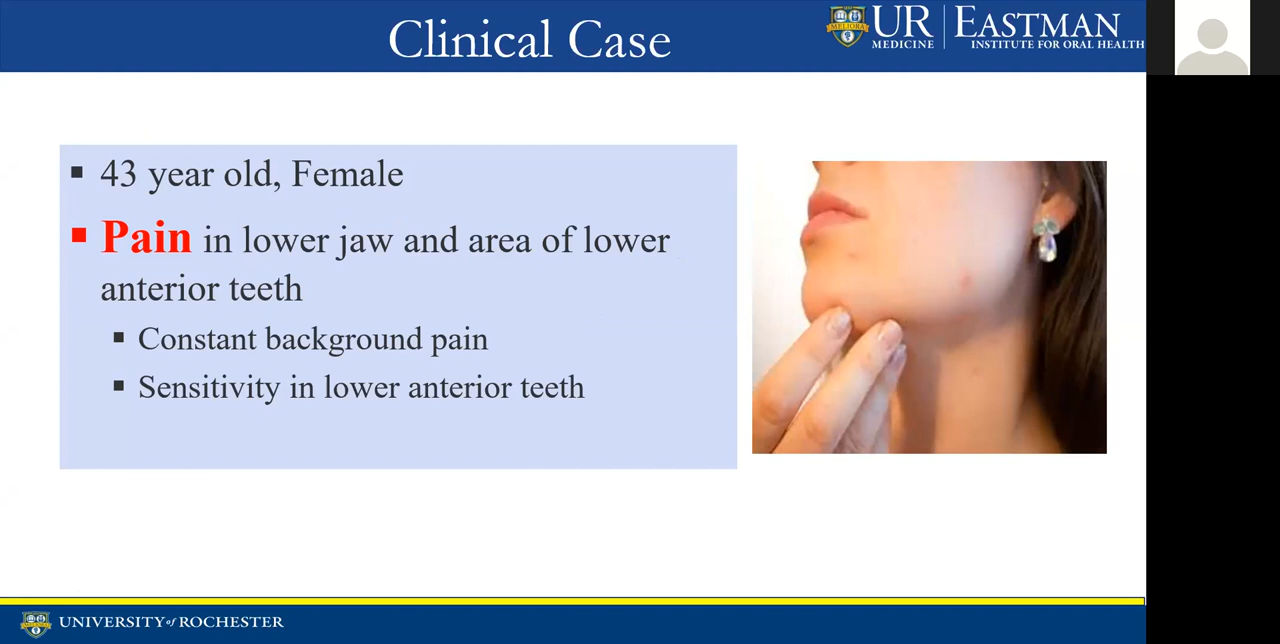 Clinical Case
UR
MEDICINE
EASTMAN
INSTITUTE FOR ORAL HEALTH
MELIORA
▪ 43 year old, Female
▪ Pain in lower jaw and area of lower
anterior teeth
▪ Constant background pain
▪ Sensitivity in lower anterior teeth
UNIVERSITY of ROCHESTER